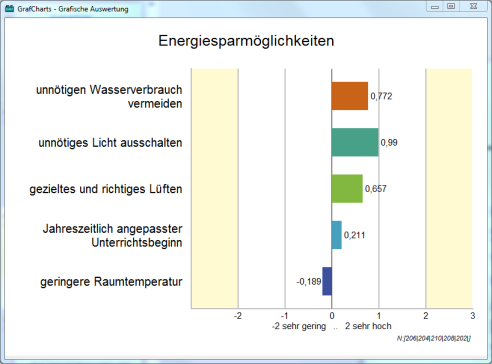 GrafCharts - Grafische Auswertung
Energiesparmöglichkeiten
unnötigen Wasserverbrauch
vermeiden
0,772
unnötiges Licht ausschalten
0,99
gezieltes und richtiges Lüften
0,657
Jahreszeitlich angepasster
Unterrichtsbeginn
0,211
geringere Raumtemperatur
-0,189
-2 -1 0 1 2 3
-2 sehr gering .. 2 sehr hoch
N:[206|204|210|208|202|]